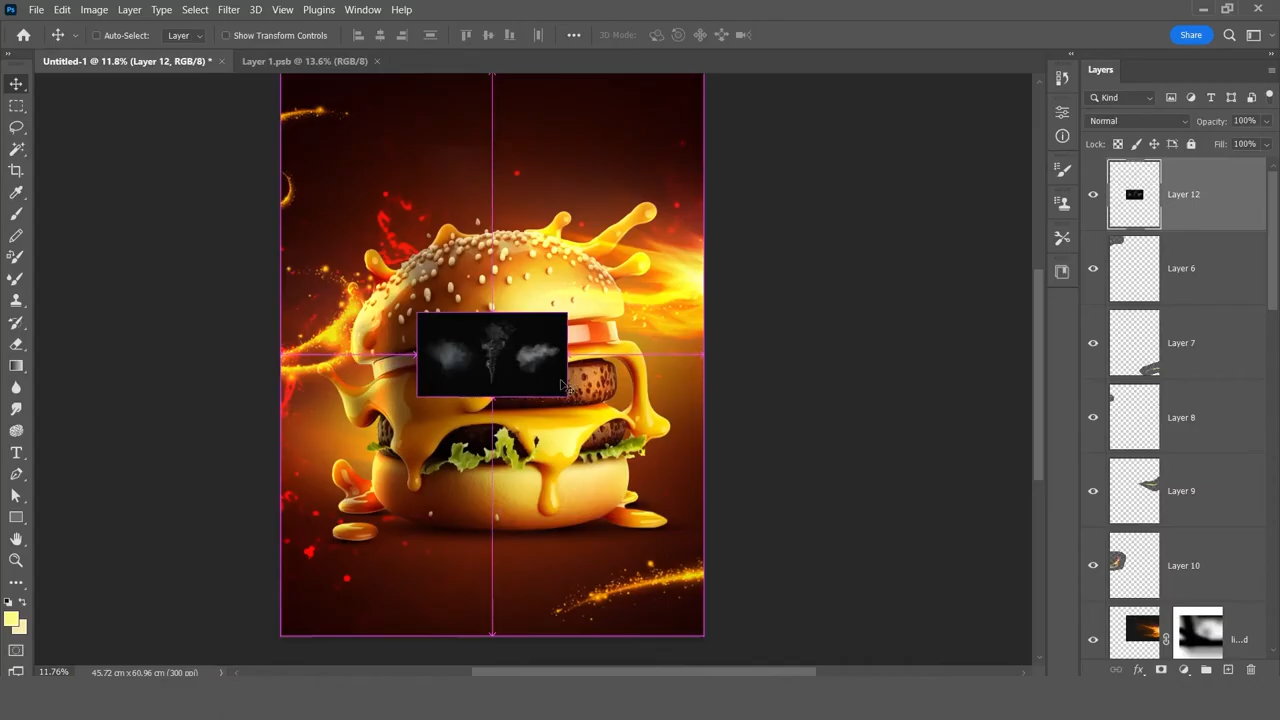 Ps File Edit Image Layer Type Select Filter 3D View Plugins Window Help
Auto-Select: Layer Show Transform Controls 3D Mode: Share
Untitled-1 @ 11.8% (Layer 12, RGB/8) * × Layer 1.psb @ 13.6% (RGB/8) ×
Layers
Kind
Normal Opacity: 100%
Lock: Fill: 100%
Layer 12
Layer 6
Layer 7
Layer 8
Layer 9
Layer 10
li...d
11.76% 45.72 cm x 60.96 cm (300 ppi)